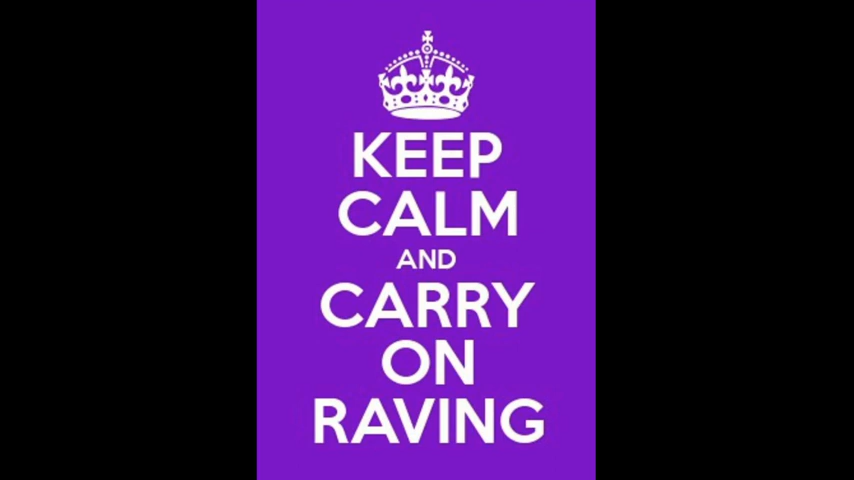 KEEP
CALM
AND
CARRY
ON
RAVING